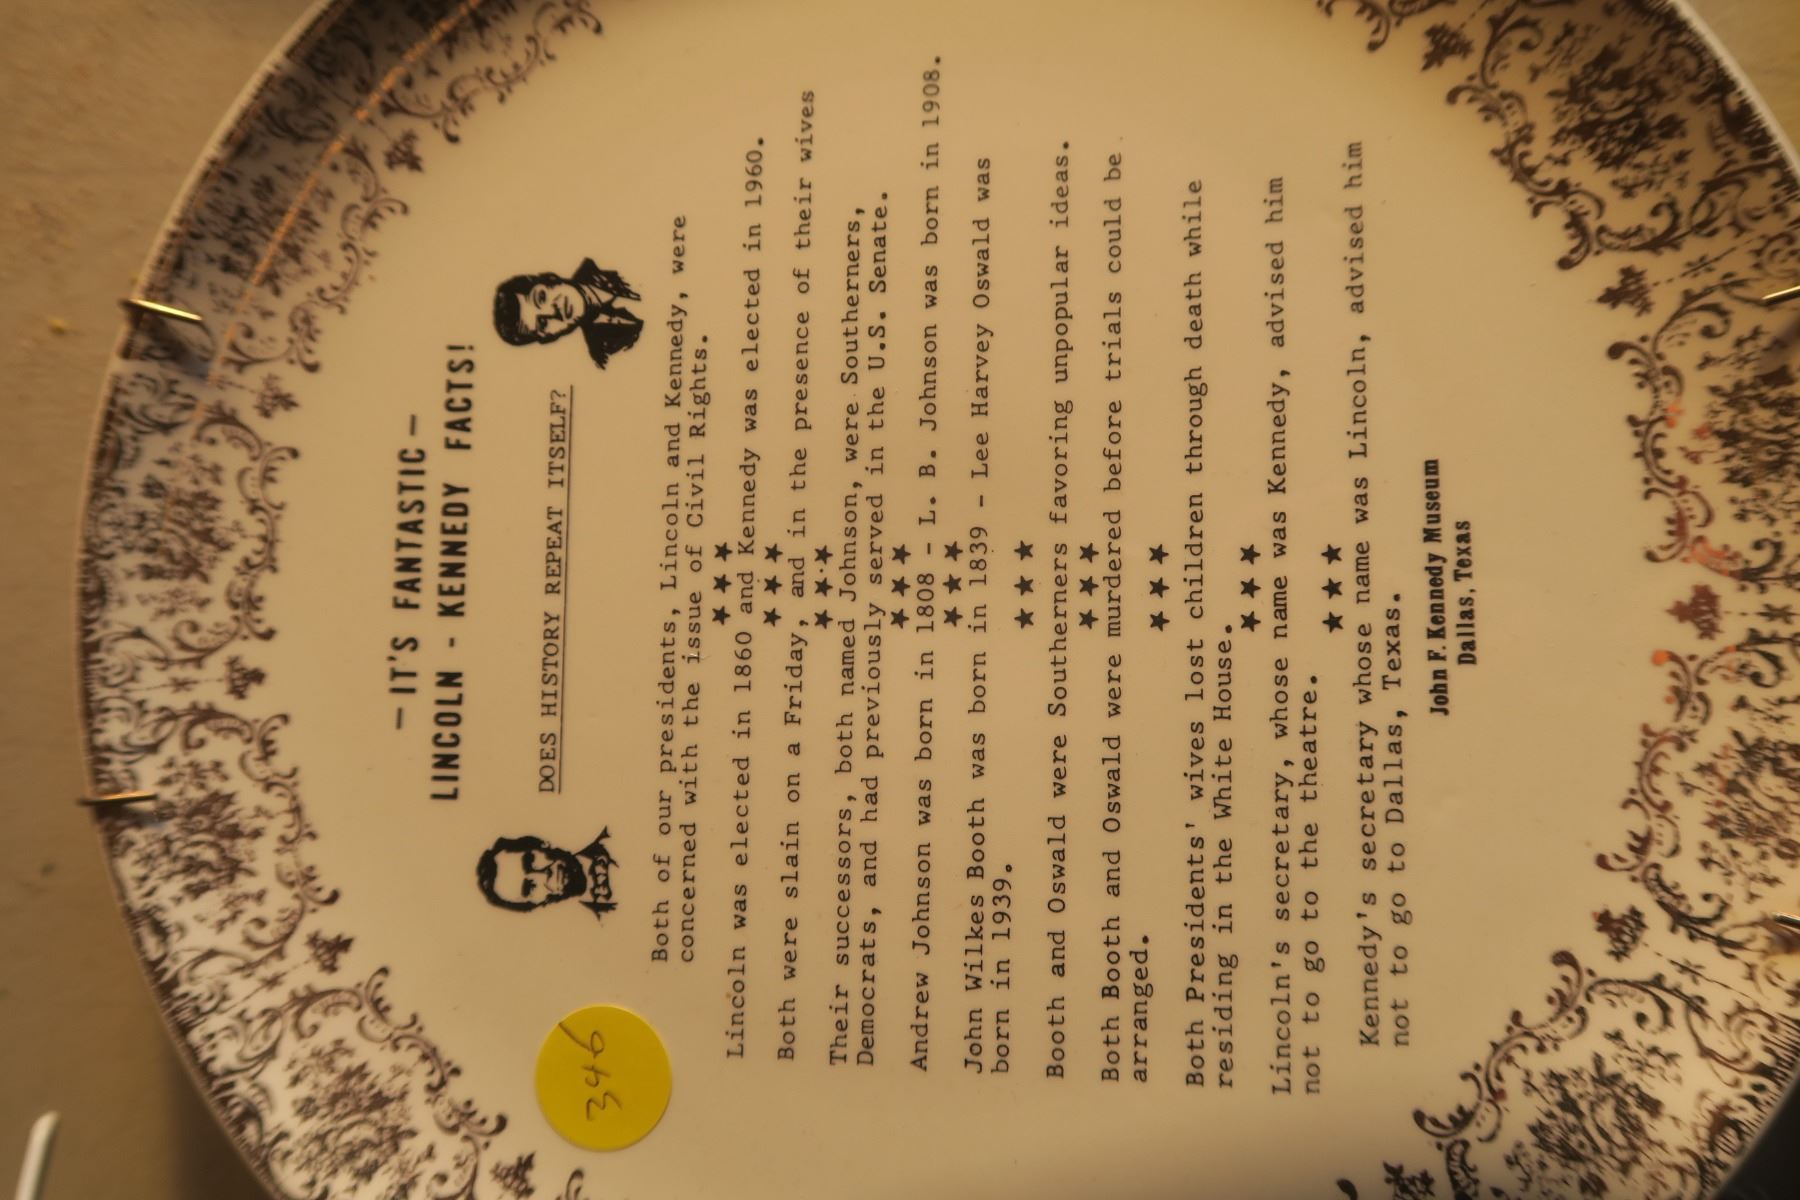 — IT'S FANTASTIC —
LINCOLN - KENNEDY FACTS!
DOES HISTORY REPEAT ITSELF?
Both of our presidents, Lincoln and Kennedy, were
concerned with the issue of Civil Rights.
★★★
Lincoln was elected in 1860 and Kennedy was elected in 1960.
★★★
Both were slain on a Friday, and in the presence of their wives
★★★
Their successors, both named Johnson, were Southerners,
Democrats, and had previously served in the U.S. Senate.
★★★
Andrew Johnson was born in 1808 - L. B. Johnson was born in 1908.
★★★
John Wilkes Booth was born in 1839 - Lee Harvey Oswald was
born in 1939.
★★★
Booth and Oswald were Southerners favoring unpopular ideas.
★★★
Both Booth and Oswald were murdered before trials could be
arranged.
★★★
Both Presidents' wives lost children through death while
residing in the White House.
★★★
Lincoln's secretary, whose name was Kennedy, advised him
not to go to the theatre.
★★★
Kennedy's secretary whose name was Lincoln, advised him
not to go to Dallas, Texas.
John F. Kennedy Museum
Dallas, Texas
346